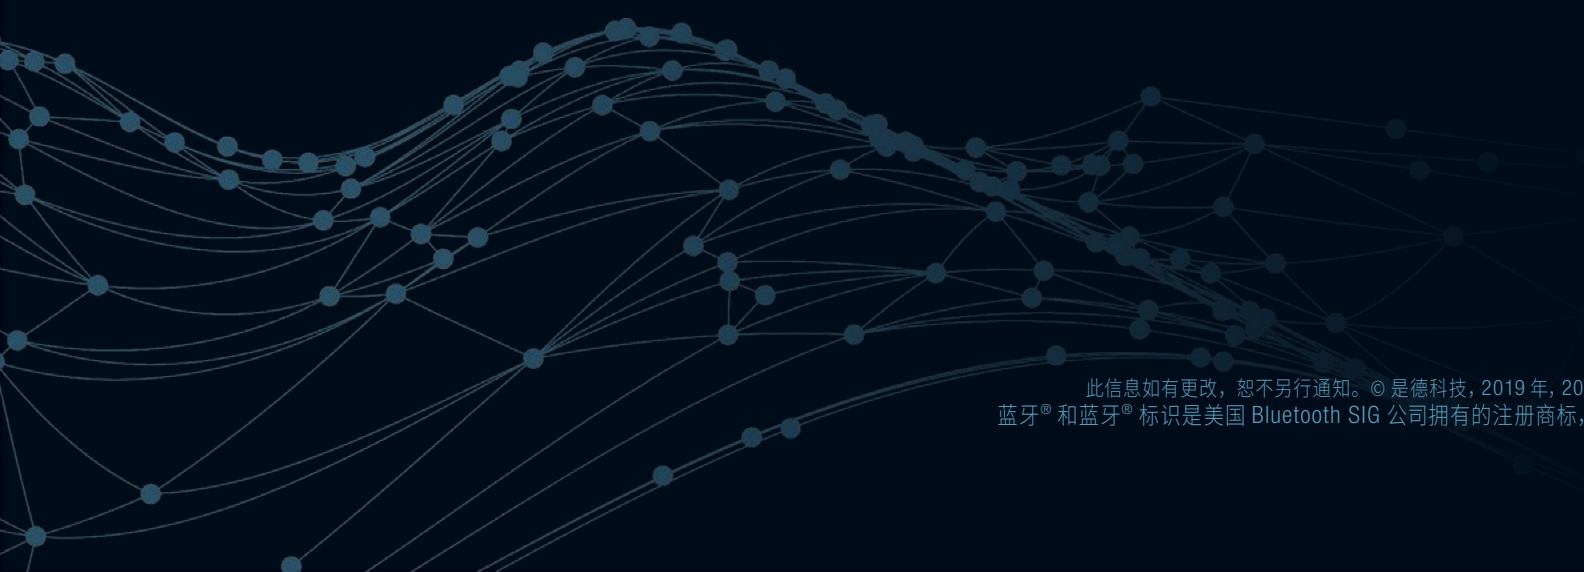 此信息如有更改，恕不另行通知。© 是德科技, 2019 年, 20
蓝牙® 和蓝牙® 标识是美国 Bluetooth SIG 公司拥有的注册商标,